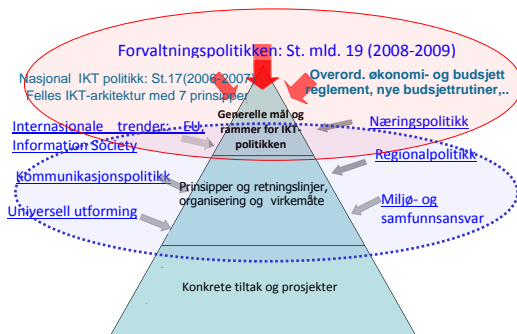 Forvaltningspolitikken: St. mld. 19 (2008-2009)
Nasjonal IKT politikk: St.17(2006-2007)
Felles IKT-arkitektur med 7 prinsipper
Overord. økonomi- og budsjett
reglement, nye budsjettrutiner,..
Generelle mål og
rammer for IKT-
politikken
Internasjonale trender: EU,
Information Society
Næringspolitikk
Regionalpolitikk
Kommunikasjonspolitikk
Prinsipper og retningslinjer,
organisering og virkemåte
Universell utforming
Miljø- og
samfunnsansvar
Konkrete tiltak og prosjekter